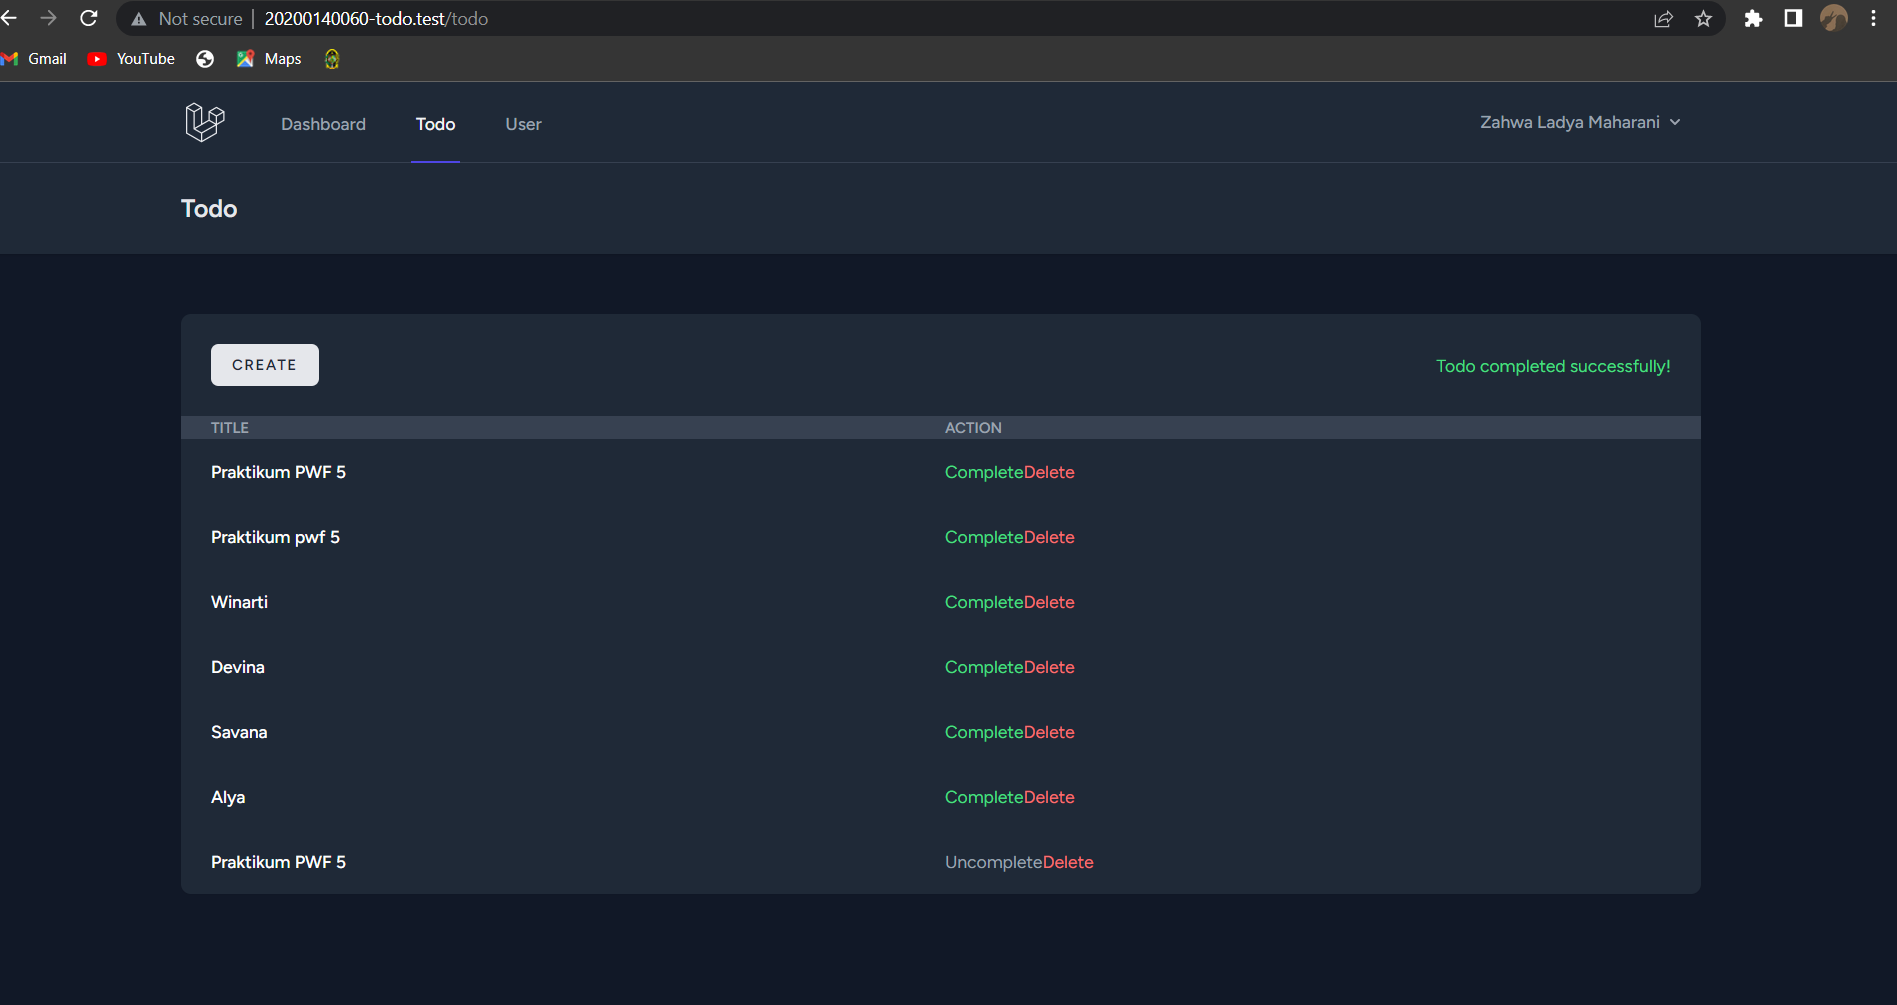 Not secure | 20200140060-todo.test/todo
Gmail YouTube Maps
Dashboard Todo User Zahwa Ladya Maharani
Todo
CREATE Todo completed successfully!
TITLE ACTION
Praktikum PWF 5 CompleteDelete
Praktikum pwf 5 CompleteDelete
Winarti CompleteDelete
Devina CompleteDelete
Savana CompleteDelete
Alya CompleteDelete
Praktikum PWF 5 UncompleteDelete